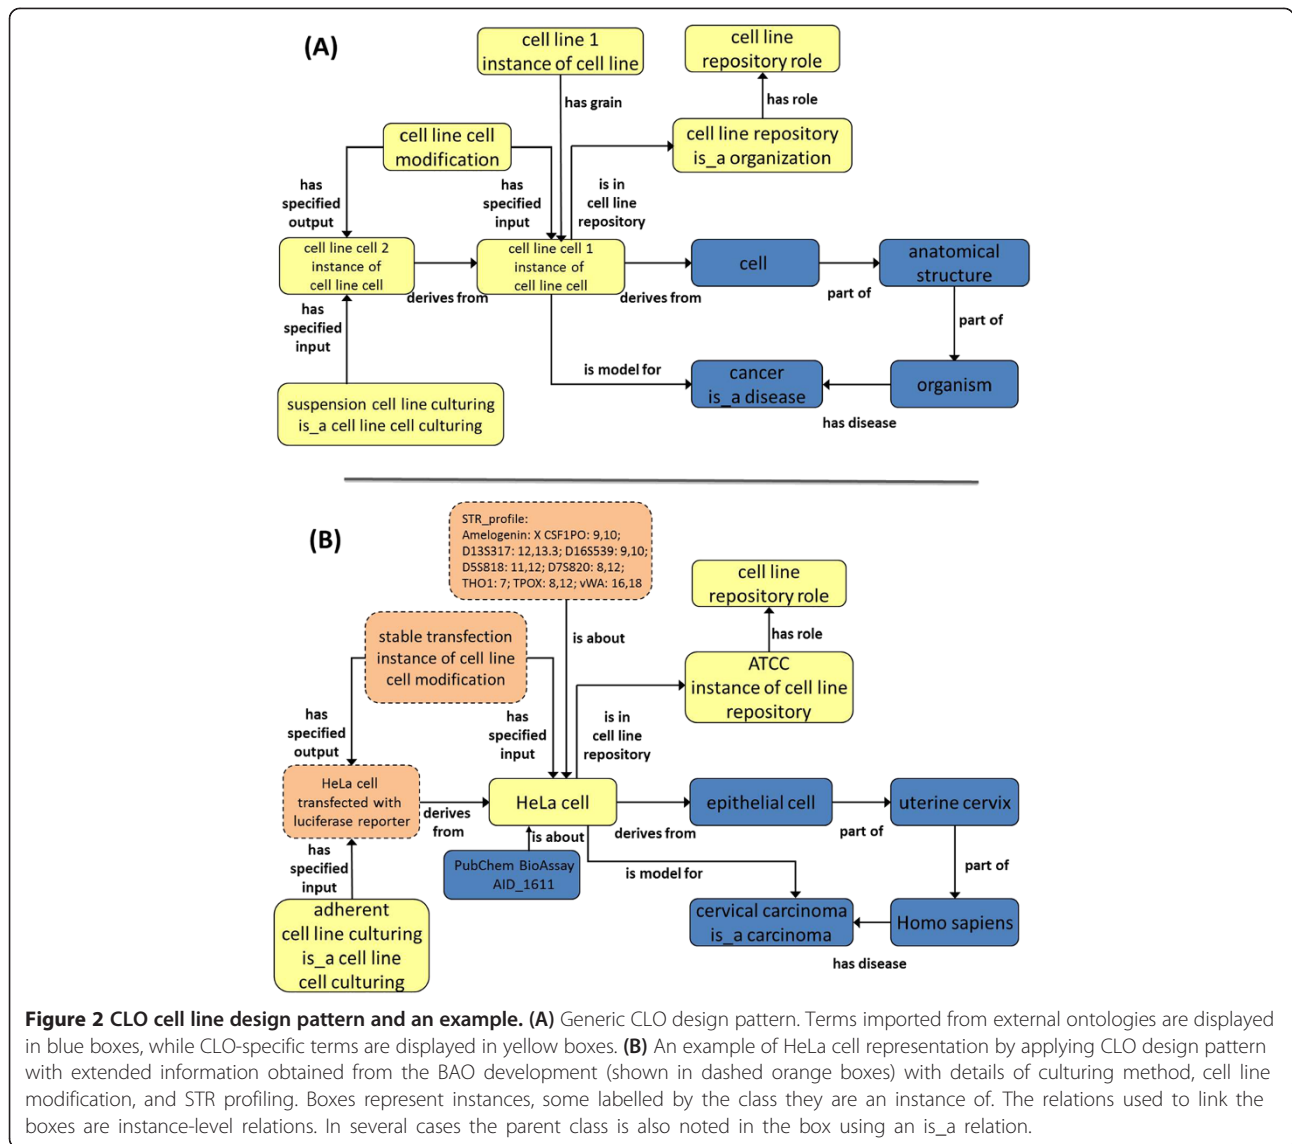 (A)
cell line 1
instance of cell line
cell line
repository role
has grain
has role
cell line cell
modification
cell line repository
is_a organization
has
specified
output
has
specified
input
is in
cell line
repository
cell line cell 2
instance of
cell line cell
derives from
cell line cell 1
instance of
cell line cell
derives from
cell
part of
anatomical
structure
has
specified
input
part of
is model for
cancer
is_a disease
organism
has disease
suspension cell line culturing
is_a cell line cell culturing
(B)
STR_profile:
Amelogenin: X CSF1PO: 9,10;
D13S317: 12,13.3; D16S539: 9,10;
D5S818: 11,12; D7S820: 8,12;
THO1: 7; TPOX: 8,12; vWA: 16,18
cell line
repository role
is about
has role
stable transfection
instance of cell line
cell modification
ATCC
instance of cell line
repository
has
specified
output
has
specified
input
is in
cell line
repository
HeLa cell
transfected with
luciferase reporter
derives
from
HeLa cell
derives from
epithelial cell
part of
uterine cervix
is about
has
specified
input
PubChem BioAssay
AID_1611
is model for
part of
adherent
cell line culturing
is_a cell line
cell culturing
cervical carcinoma
is_a carcinoma
Homo sapiens
has disease
Figure 2 CLO cell line design pattern and an example. (A) Generic CLO design pattern. Terms imported from external ontologies are displayed
in blue boxes, while CLO-specific terms are displayed in yellow boxes. (B) An example of HeLa cell representation by applying CLO design pattern
with extended information obtained from the BAO development (shown in dashed orange boxes) with details of culturing method, cell line
modification, and STR profiling. Boxes represent instances, some labelled by the class they are an instance of. The relations used to link the
boxes are instance-level relations. In several cases the parent class is also noted in the box using an is_a relation.